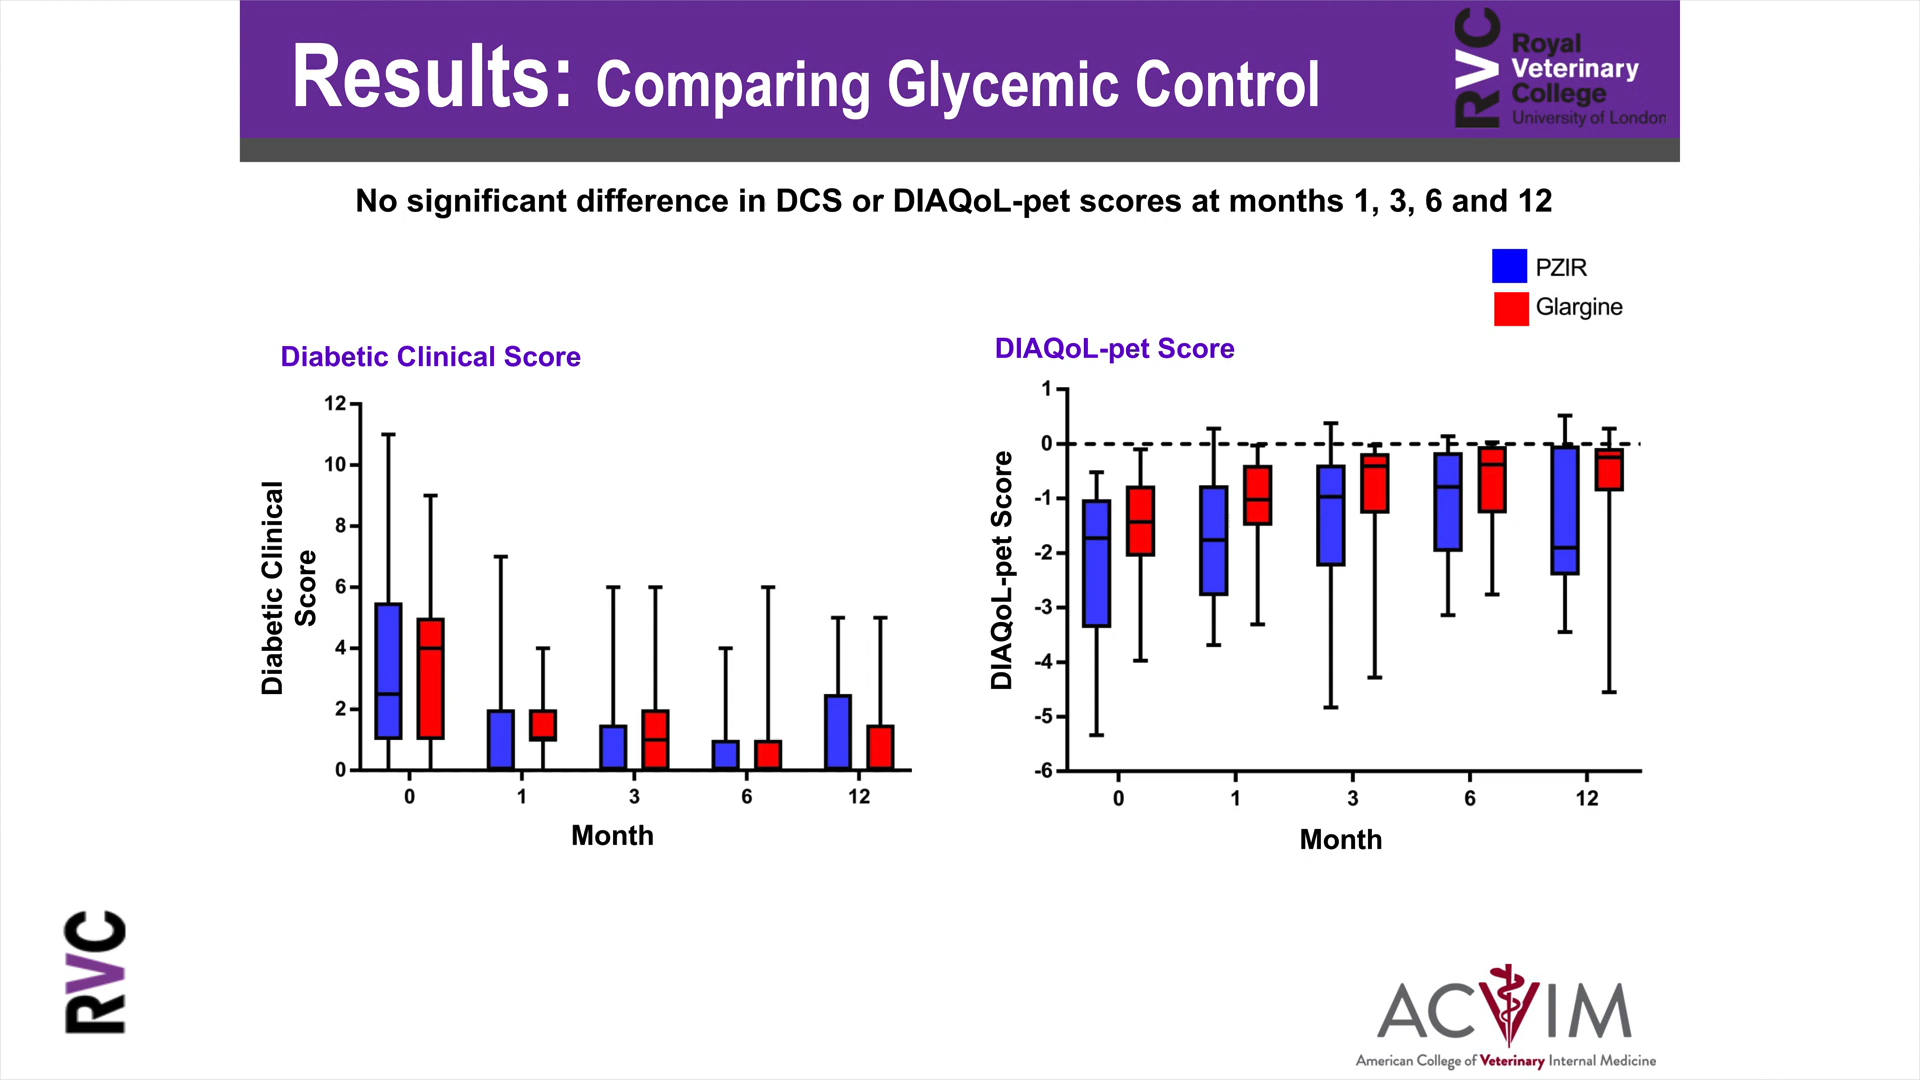 Results: Comparing Glycemic Control
RVC
Royal
Veterinary
College
University of London
No significant difference in DCS or DIAQoL-pet scores at months 1, 3, 6 and 12
PZIR
Glargine
Diabetic Clinical Score
Diabetic Clinical
Score
12
10
8
6
4
2
0
0 1 3 6 12
Month
DIAQoL-pet Score
DIAQoL-pet Score
1
0
-1
-2
-3
-4
-5
-6
0 1 3 6 12
Month
RVC
ACVIM
American College of Veterinary Internal Medicine